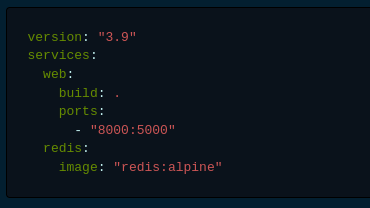 version: "3.9"
services:
  web:
    build: .
    ports:
      - "8000:5000"
  redis:
    image: "redis:alpine"